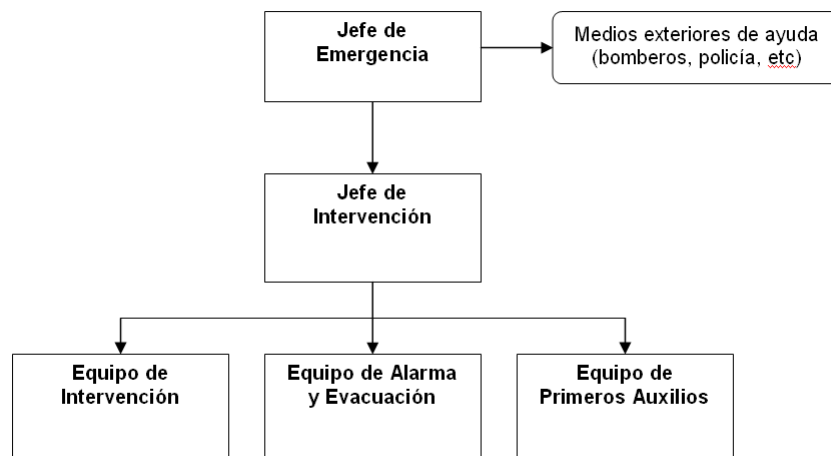 Jefe de
Emergencia
Medios exteriores de ayuda
(bomberos, policía, etc)
Jefe de
Intervención
Equipo de
Intervención
Equipo de Alarma
y Evacuación
Equipo de
Primeros Auxilios